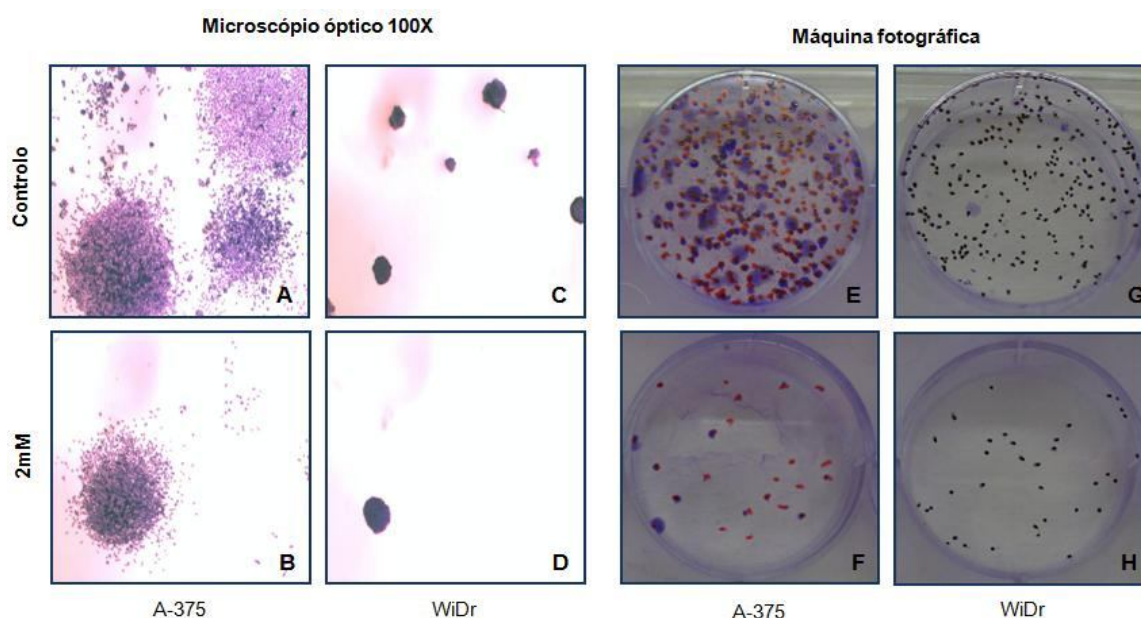 Microscópio óptico 100X
Máquina fotográfica
Controlo
A
C
E
G
2mM
B
D
F
H
A-375
WiDr
A-375
WiDr